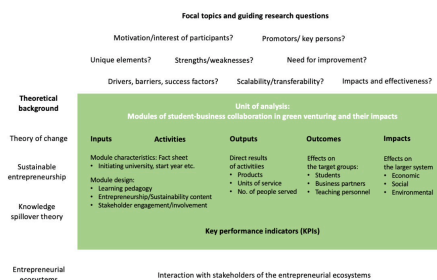 Focal topics and guiding research questions
Motivation/interest of participants? Promotors/ key persons?
Unique elements? Strengths/weaknesses? Need for improvement?
Drivers, barriers, success factors? Scalability/transferability? Impacts and effectiveness?
Theoretical background
Unit of analysis:
Modules of student-business collaboration in green venturing and their impacts
Theory of change
Sustainable entrepreneurship
Knowledge spillover theory
Inputs Activities
Module characteristics: Fact sheet
• Initiating university, start year etc.
Module design:
• Learning pedagogy
• Entrepreneurship/Sustainability content
• Stakeholder engagement/involvement
Outputs
Direct results
of activitiies
• Products
• Units of service
• No. of people served
Outcomes
Effects on
the target groups:
• Students
• Business partners
• Teaching personnel
Impacts
Effects on
the larger system
• Economic
• Social
• Environmental
Key performance indicators (KPIs)
Entrepreneurial
ecosystems
Interaction with stakeholders of the entrepreneurial ecosystems